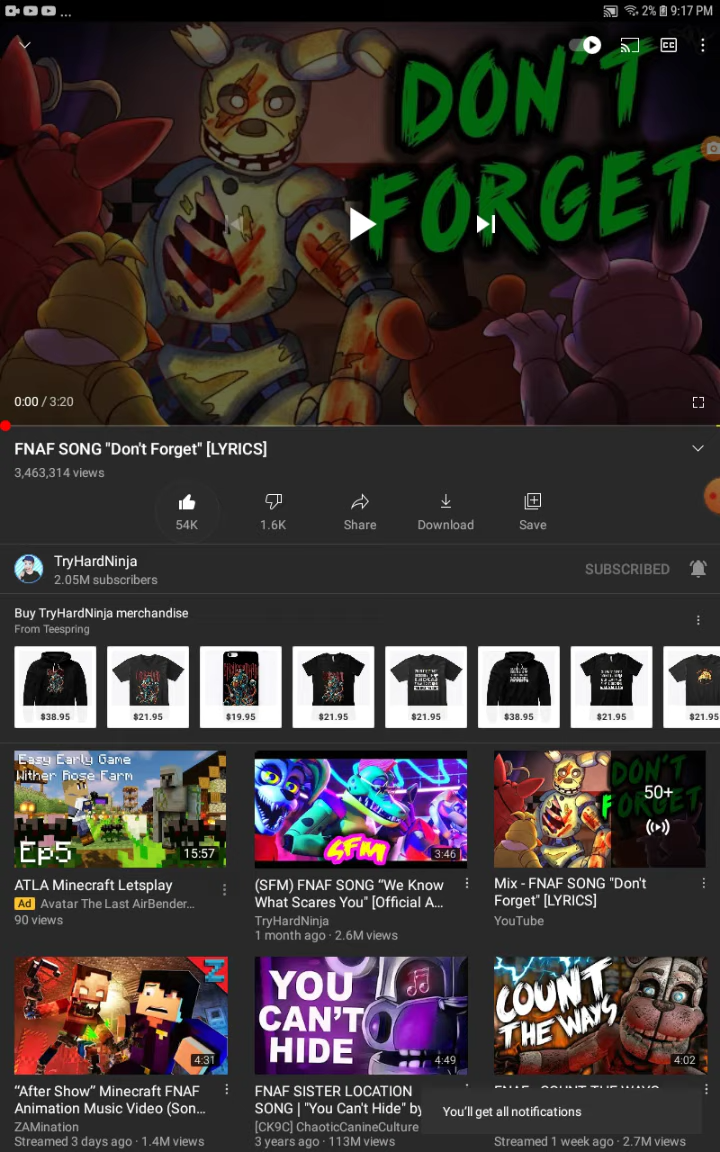 ... 2% 9:17 PM
DON'T
FORGET
0:00 / 3:20
FNAF SONG "Don't Forget" [LYRICS]
3,463,314 views
54K 1.6K Share Download Save
TryHardNinja
2.05M subscribers
SUBSCRIBED
Buy TryHardNinja merchandise
From Teespring
$38.95 $21.95 $19.95 $21.95 $21.95 $38.95 $21.95 $21.95
Easy Early Game
Wither Rose Farm
Ep5
15:57
SFM
3:46
DON'T
FORGET
50+
ATLA Minecraft Letsplay
Ad Avatar The Last AirBender...
90 views
(SFM) FNAF SONG “We Know
What Scares You" [Official A...
TryHardNinja
1 month ago · 2.6M views
Mix - FNAF SONG "Don't
Forget" [LYRICS]
YouTube
Z
4:31
YOU
CAN'T
HIDE
4:49
COUNT
THE WAYS
4:02
“After Show” Minecraft FNAF
Animation Music Video (Son...
ZAMination
Streamed 3 days ago · 1.4M views
FNAF SISTER LOCATION
SONG | "You Can't Hide" by
[CK9C] ChaoticCanineCulture
3 years ago · 113M views
FNAF - COUNT THE WAYS
Streamed 1 week ago · 2.7M views
You'll get all notifications